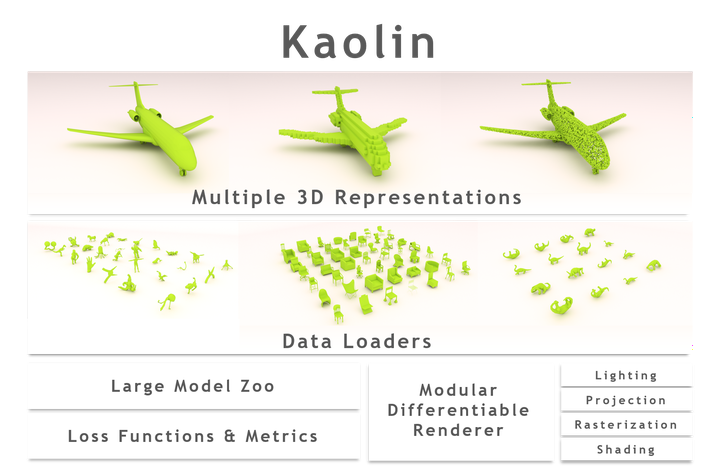 Kaolin
Multiple 3D Representations
Data Loaders
Large Model Zoo
Loss Functions & Metrics
Modular
Differentiable
Renderer
Lighting
Projection
Rasterization
Shading